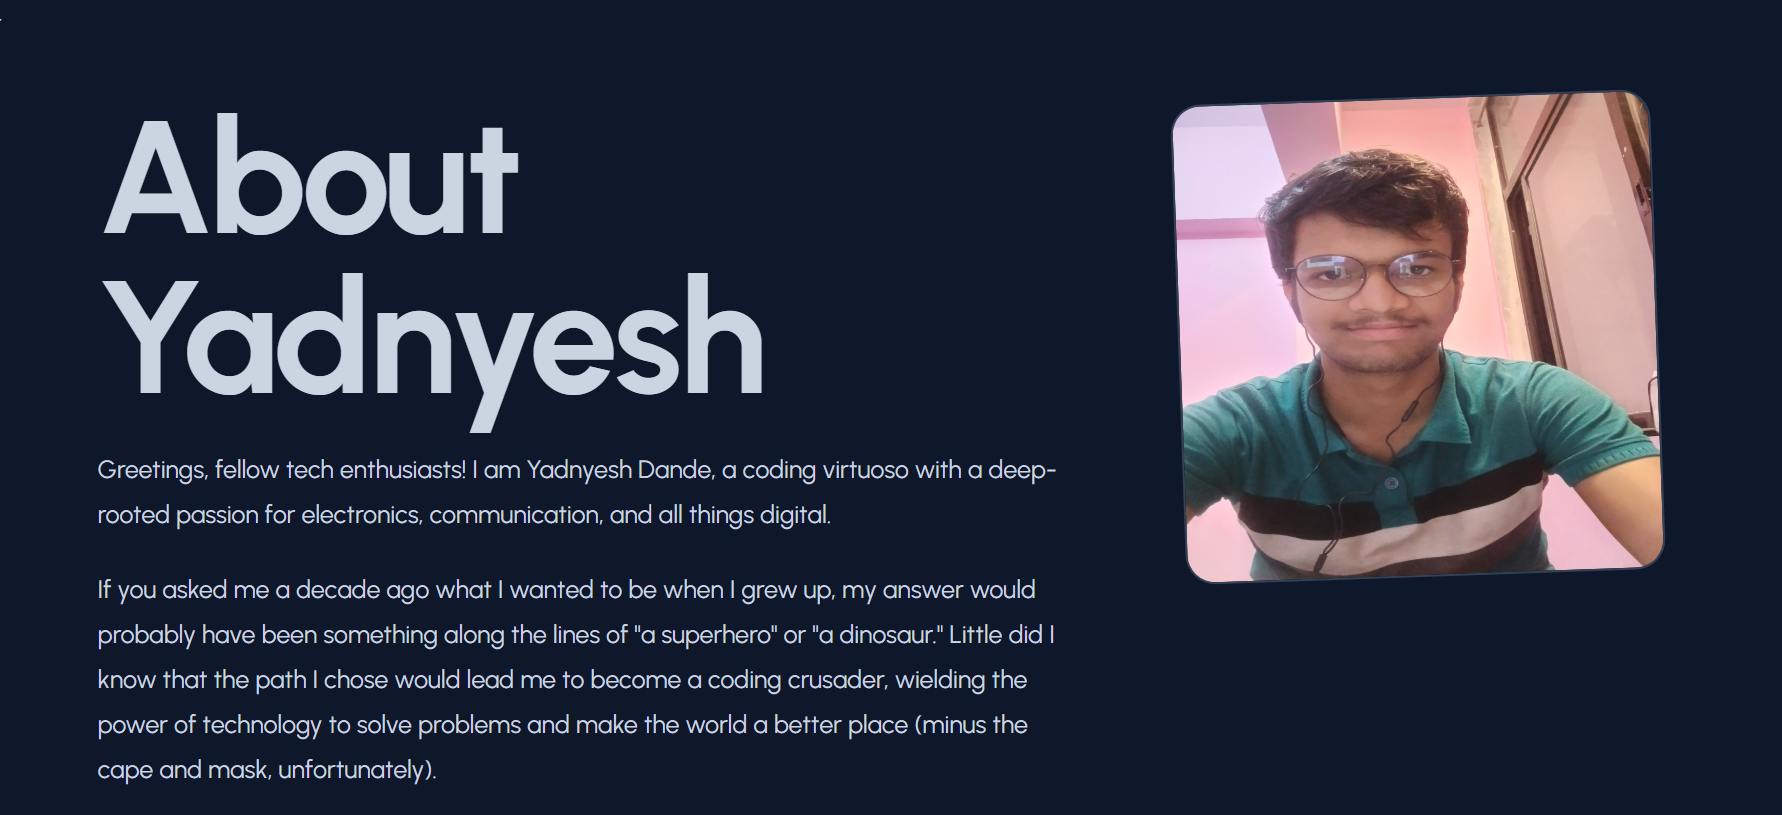 About
Yadnyesh
Greetings, fellow tech enthusiasts! I am Yadnyesh Dande, a coding virtuoso with a deep-
rooted passion for electronics, communication, and all things digital.
If you asked me a decade ago what I wanted to be when I grew up, my answer would
probably have been something along the lines of "a superhero" or "a dinosaur." Little did I
know that the path I chose would lead me to become a coding crusader, wielding the
power of technology to solve problems and make the world a better place (minus the
cape and mask, unfortunately).